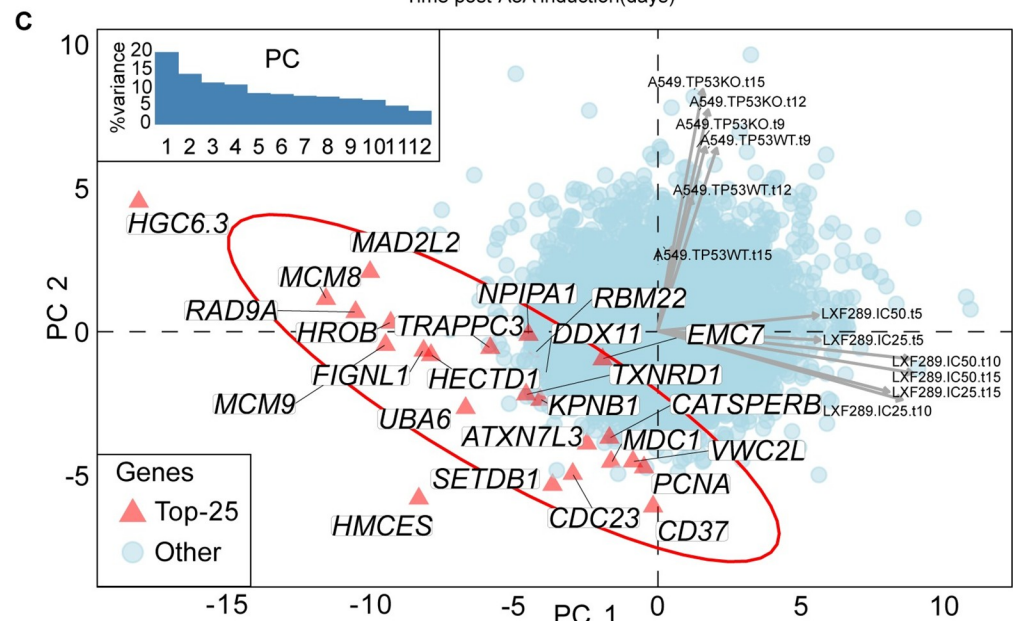 Time post-ASA induction(days)
C
10
5
0
-5
PC 2
%variance
20
15
10
5
0
PC
1 2 3 4 5 6 7 8 9 10 11 12
A549.TP53KO.t15
A549.TP53KO.t12
A549.TP53KO.t9
A549.TP53WT.t9
A549.TP53WT.t12
A549.TP53WT.t15
HGC6.3
MAD2L2
MCM8
NPIPA1
RBM22
RAD9A
HROB
TRAPPC3
DDX11
EMC7
LXF289.IC50.t5
LXF289.IC25.t5
LXF289.IC50.t10
LXF289.IC50.t15
LXF289.IC25.t15
LXF289.IC25.t10
FIGNL1
HECTD1
TXNRD1
MCM9
UBA6
KPNB1
CATSPERB
ATXN7L3
MDC1
VWC2L
SETDB1
PCNA
HMCES
CDC23
CD37
Genes
Top-25
Other
-15 -10 -5 0 5 10
PC 1